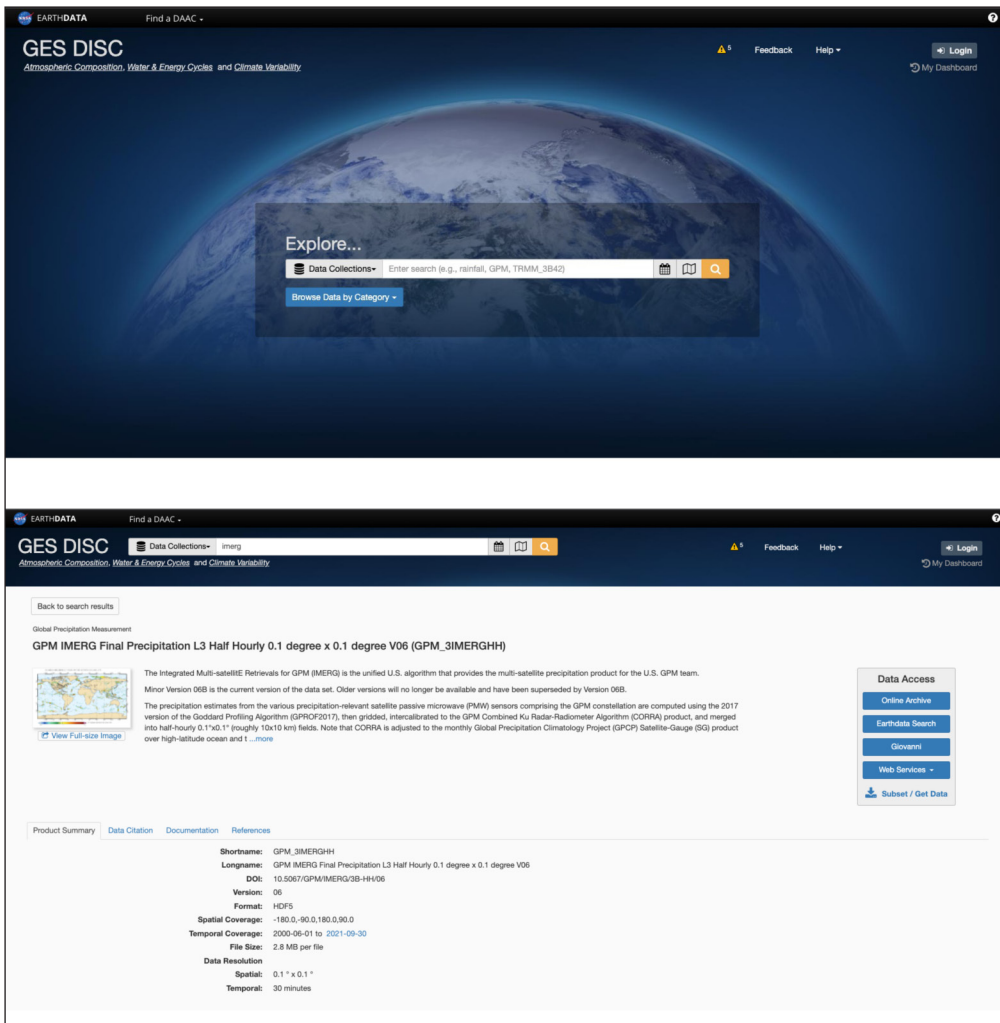 EARTHDATA Find a DAAC
GES DISC
5 Feedback Help Login
Atmospheric Composition, Water & Energy Cycles and Climate Variability
My Dashboard
Explore...
Data Collections Enter search (e.g., rainfall, GPM, TRMM_3B42)
Browse Data by Category
EARTHDATA Find a DAAC
GES DISC Data Collections imerg
5 Feedback Help Login
Atmospheric Composition, Water & Energy Cycles and Climate Variability
My Dashboard
Back to search results
Global Precipitation Measurement
GPM IMERG Final Precipitation L3 Half Hourly 0.1 degree x 0.1 degree V06 (GPM_3IMERGHH)
The Integrated Multi-satellitE Retrievals for GPM (IMERG) is the unified U.S. algorithm that provides the multi-satellite precipitation product for the U.S. GPM team.
Minor Version 06B is the current version of the data set. Older versions will no longer be available and have been superseded by Version 06B.
The precipitation estimates from the various precipitation-relevant satellite passive microwave (PMW) sensors comprising the GPM constellation are computed using the 2017
version of the Goddard Profiling Algorithm (GPROF2017), then gridded, intercalibrated to the GPM Combined Ku Radar-Radiometer Algorithm (CORRA) product, and merged
into half-hourly 0.1°x0.1° (roughly 10x10 km) fields. Note that CORRA is adjusted to the monthly Global Precipitation Climatology Project (GPCP) Satellite-Gauge (SG) product
over high-latitude ocean and t ...more
View Full-size Image
Data Access
Online Archive
Earthdata Search
Giovanni
Web Services
Subset / Get Data
Product Summary Data Citation Documentation References
Shortname: GPM_3IMERGHH
Longname: GPM IMERG Final Precipitation L3 Half Hourly 0.1 degree x 0.1 degree V06
DOI: 10.5067/GPM/IMERG/3B-HH/06
Version: 06
Format: HDF5
Spatial Coverage: -180.0,-90.0,180.0,90.0
Temporal Coverage: 2000-06-01 to 2021-09-30
File Size: 2.8 MB per file
Data Resolution
Spatial: 0.1 ° x 0.1 °
Temporal: 30 minutes